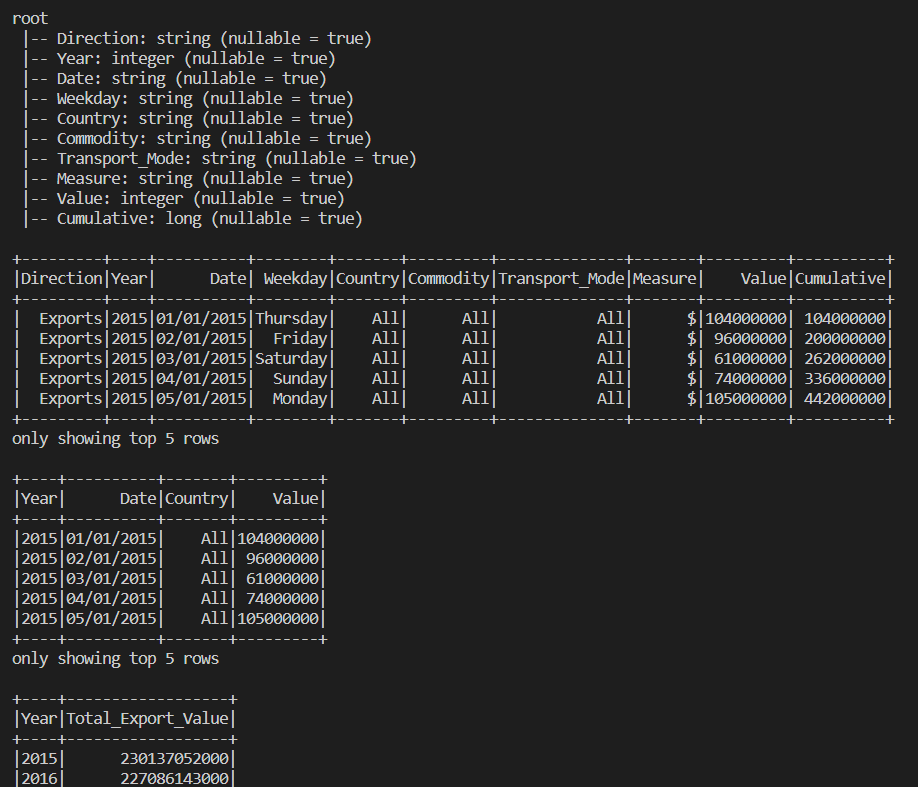 root
 |-- Direction: string (nullable = true)
 |-- Year: integer (nullable = true)
 |-- Date: string (nullable = true)
 |-- Weekday: string (nullable = true)
 |-- Country: string (nullable = true)
 |-- Commodity: string (nullable = true)
 |-- Transport_Mode: string (nullable = true)
 |-- Measure: string (nullable = true)
 |-- Value: integer (nullable = true)
 |-- Cumulative: long (nullable = true)

+---------+----+----------+--------+-------+---------+--------------+-------+---------+----------+
|Direction|Year|      Date| Weekday|Country|Commodity|Transport_Mode|Measure|    Value|Cumulative|
+---------+----+----------+--------+-------+---------+--------------+-------+---------+----------+
|  Exports|2015|01/01/2015|Thursday|    All|      All|           All|      $|104000000| 104000000|
|  Exports|2015|02/01/2015|  Friday|    All|      All|           All|      $| 96000000| 200000000|
|  Exports|2015|03/01/2015|Saturday|    All|      All|           All|      $| 61000000| 262000000|
|  Exports|2015|04/01/2015|  Sunday|    All|      All|           All|      $| 74000000| 336000000|
|  Exports|2015|05/01/2015|  Monday|    All|      All|           All|      $|105000000| 442000000|
+---------+----+----------+--------+-------+---------+--------------+-------+---------+----------+
only showing top 5 rows

+----+----------+-------+---------+
|Year|      Date|Country|    Value|
+----+----------+-------+---------+
|2015|01/01/2015|    All|104000000|
|2015|02/01/2015|    All| 96000000|
|2015|03/01/2015|    All| 61000000|
|2015|04/01/2015|    All| 74000000|
|2015|05/01/2015|    All|105000000|
+----+----------+-------+---------+
only showing top 5 rows

+----+------------------+
|Year|Total_Export_Value|
+----+------------------+
|2015|      230137052000|
|2016|      227086143000|